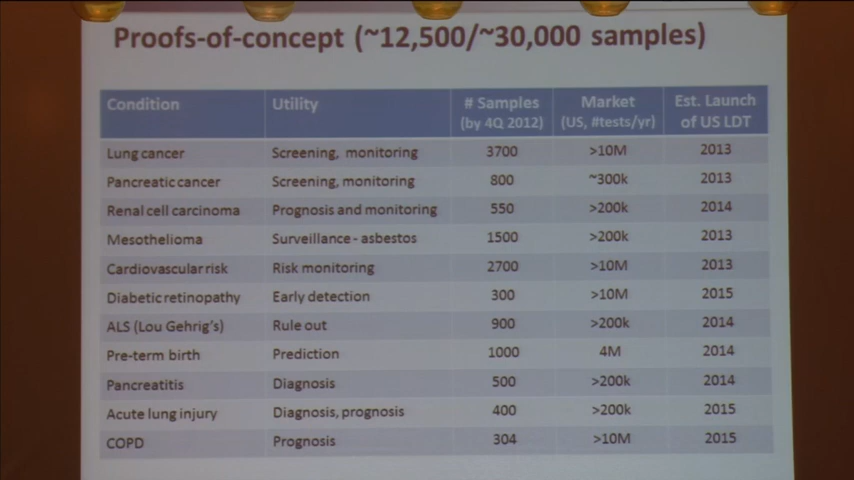 Proofs-of-concept (~12,500/~30,000 samples)
Condition Utility # Samples (by 4Q 2012) Market (US, #tests/yr) Est. Launch of US LDT
Lung cancer Screening, monitoring 3700 >10M 2013
Pancreatic cancer Screening, monitoring 800 ~300k 2013
Renal cell carcinoma Prognosis and monitoring 550 >200k 2014
Mesothelioma Surveillance - asbestos 1500 >200k 2013
Cardiovascular risk Risk monitoring 2700 >10M 2013
Diabetic retinopathy Early detection 300 >10M 2015
ALS (Lou Gehrig's) Rule out 900 >200k 2014
Pre-term birth Prediction 1000 4M 2014
Pancreatitis Diagnosis 500 >200k 2014
Acute lung injury Diagnosis, prognosis 400 >200k 2015
COPD Prognosis 304 >10M 2015